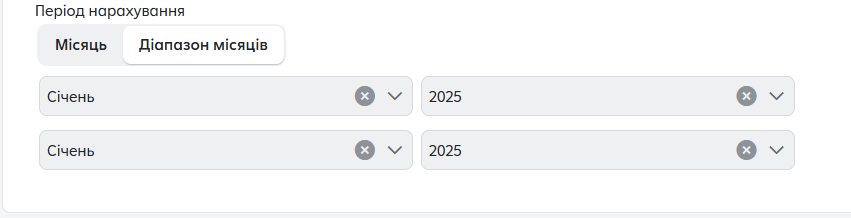 Період нарахування
Місяць Діапазон місяців
Січень 2025
Січень 2025